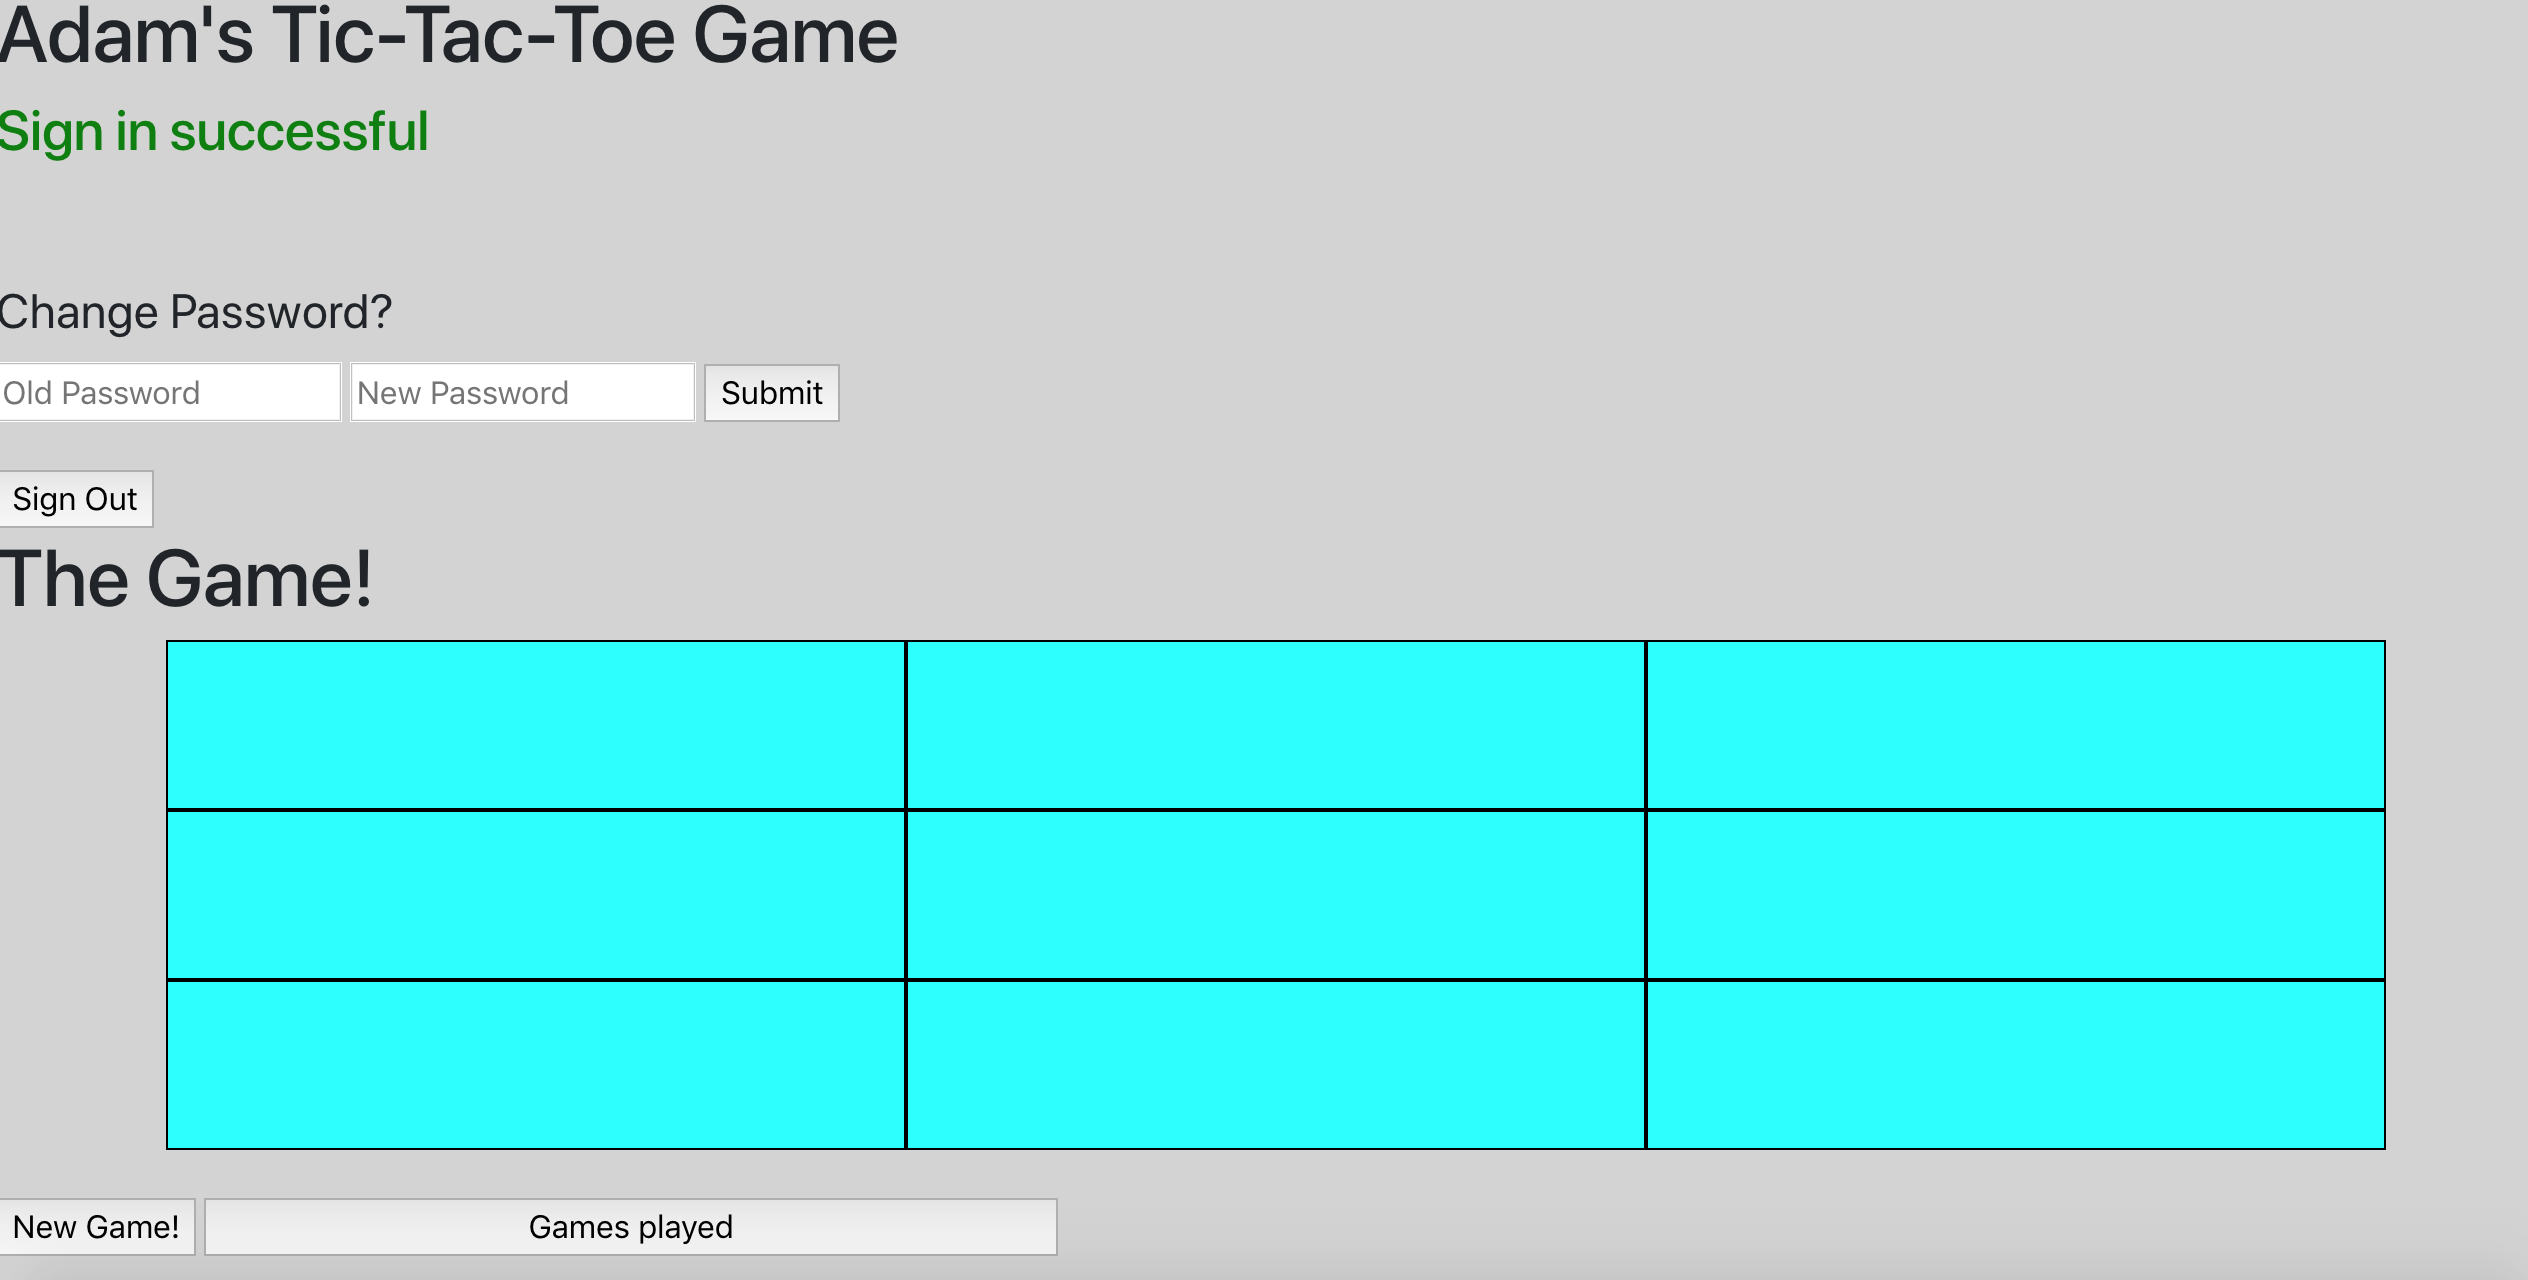 Adam's Tic-Tac-Toe Game
Sign in successful
Change Password?
Old Password New Password Submit
Sign Out
The Game!
New Game! Games played